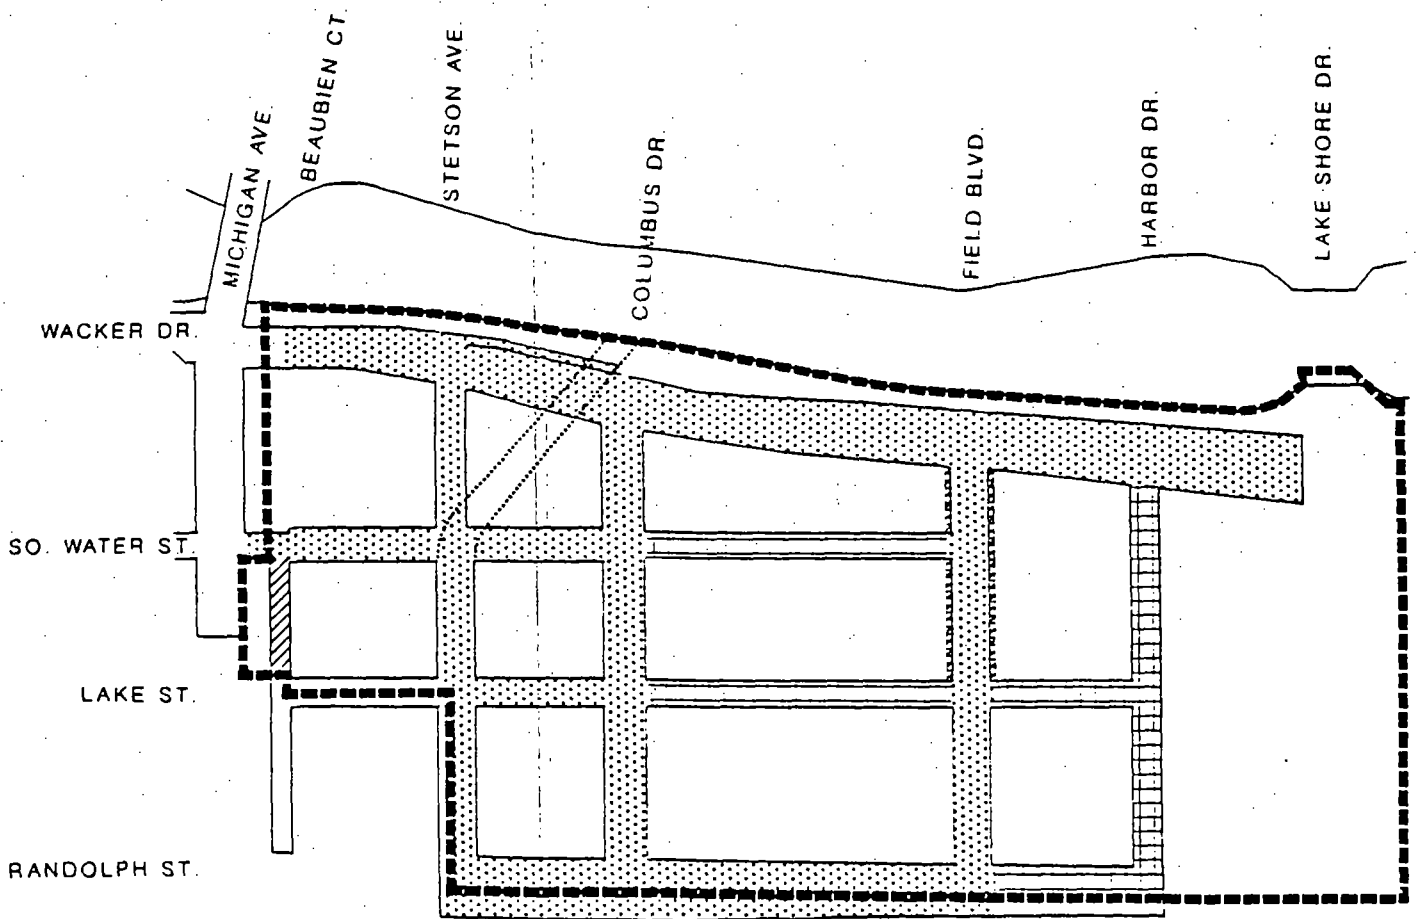 MICHIGAN AVE.
BEAUBIEN CT.
STETSON AVE.
COLUMBUS DR.
FIELD BLVD.
HARBOR DR.
LAKE SHORE DR.
WACKER DR.
SO. WATER ST.
LAKE ST.
RANDOLPH ST.